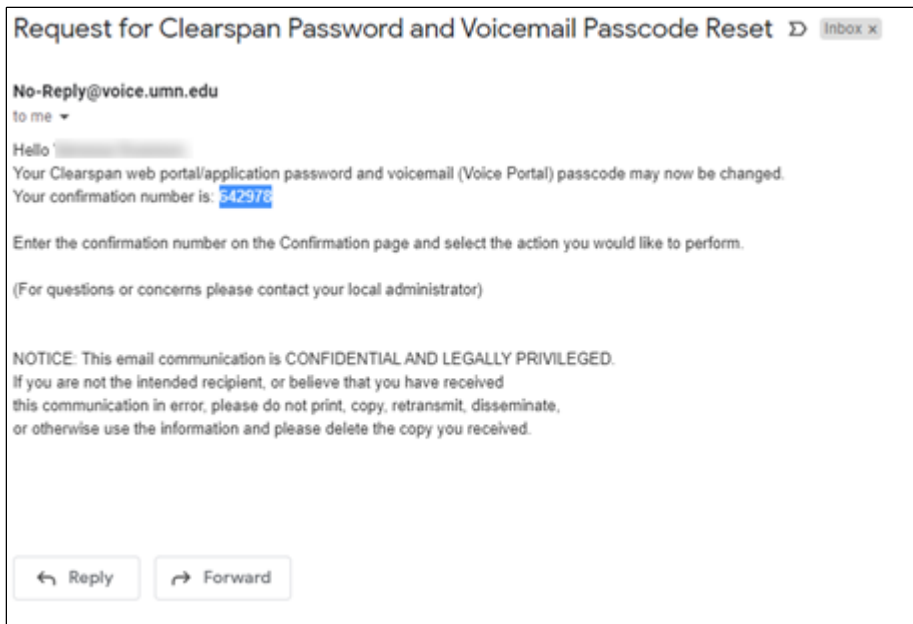 Request for Clearspan Password and Voicemail Passcode Reset Inbox x
No-Reply@voice.umn.edu
to me
Hello
Your Clearspan web portal/application password and voicemail (Voice Portal) passcode may now be changed.
Your confirmation number is: 642978
Enter the confirmation number on the Confirmation page and select the action you would like to perform.
(For questions or concerns please contact your local administrator)
NOTICE: This email communication is CONFIDENTIAL AND LEGALLY PRIVILEGED.
If you are not the intended recipient, or believe that you have received
this communication in error, please do not print, copy, retransmit, disseminate,
or otherwise use the information and please delete the copy you received.
Reply Forward